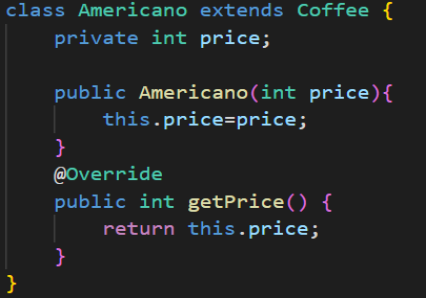 class Americano extends Coffee {
    private int price;

    public Americano(int price){
        this.price=price;
    }
    @Override
    public int getPrice() {
        return this.price;
    }
}